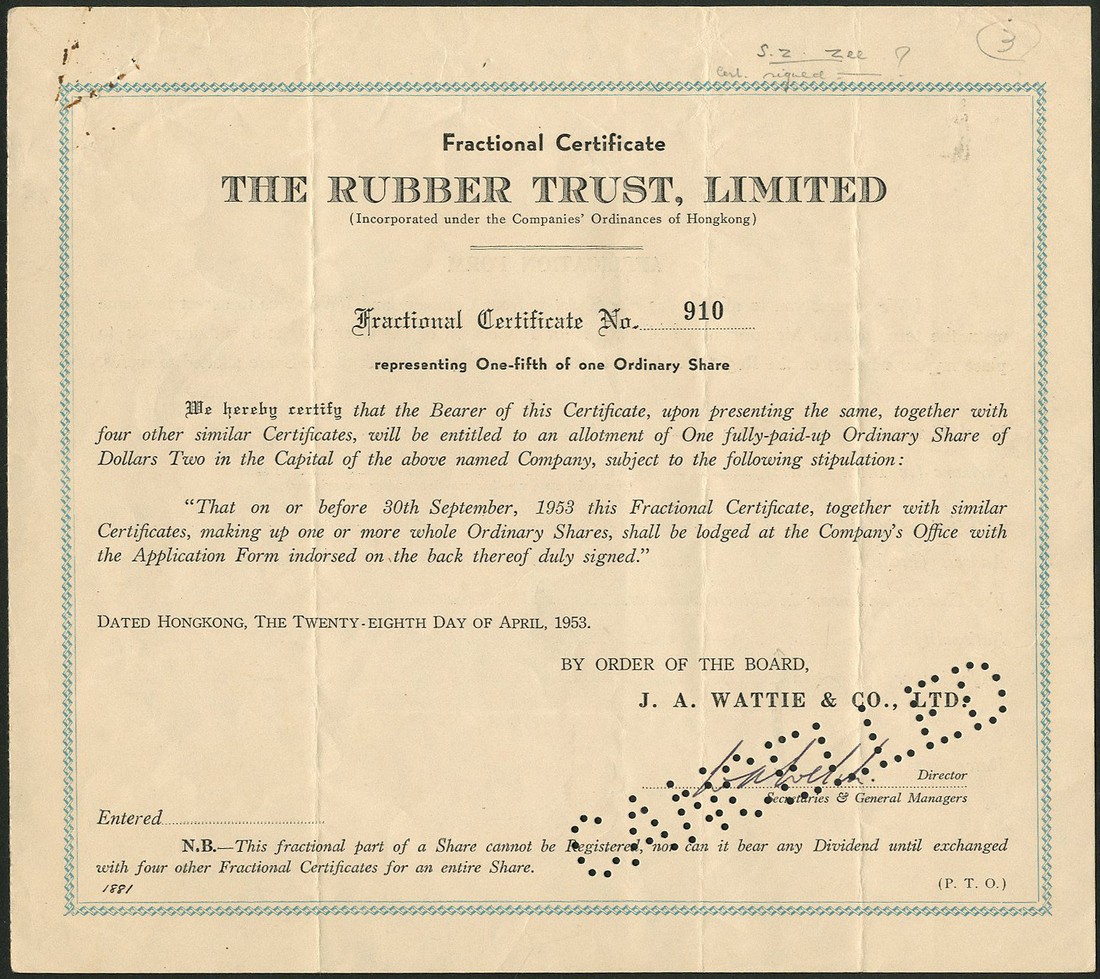 3
S. Z. Zee ?
Cert. signed
Fractional Certificate
THE RUBBER TRUST, LIMITED
(Incorporated under the Companies' Ordinances of Hongkong)
Fractional Certificate No. 910
representing One-fifth of one Ordinary Share
We hereby certify that the Bearer of this Certificate, upon presenting the same, together with
four other similar Certificates, will be entitled to an allotment of One fully-paid-up Ordinary Share of
Dollars Two in the Capital of the above named Company, subject to the following stipulation:
"That on or before 30th September, 1953 this Fractional Certificate, together with similar
Certificates, making up one or more whole Ordinary Shares, shall be lodged at the Company's Office with
the Application Form indorsed on the back thereof duly signed."
DATED HONGKONG, THE TWENTY-EIGHTH DAY OF APRIL, 1953.
BY ORDER OF THE BOARD,
J. A. WATTIE & CO., LTD.
Director
Secretaries & General Managers
CANCELLED
Entered
N.B.—This fractional part of a Share cannot be Registered, nor can it bear any Dividend until exchanged
with four other Fractional Certificates for an entire Share.
1881
(P. T. O.)